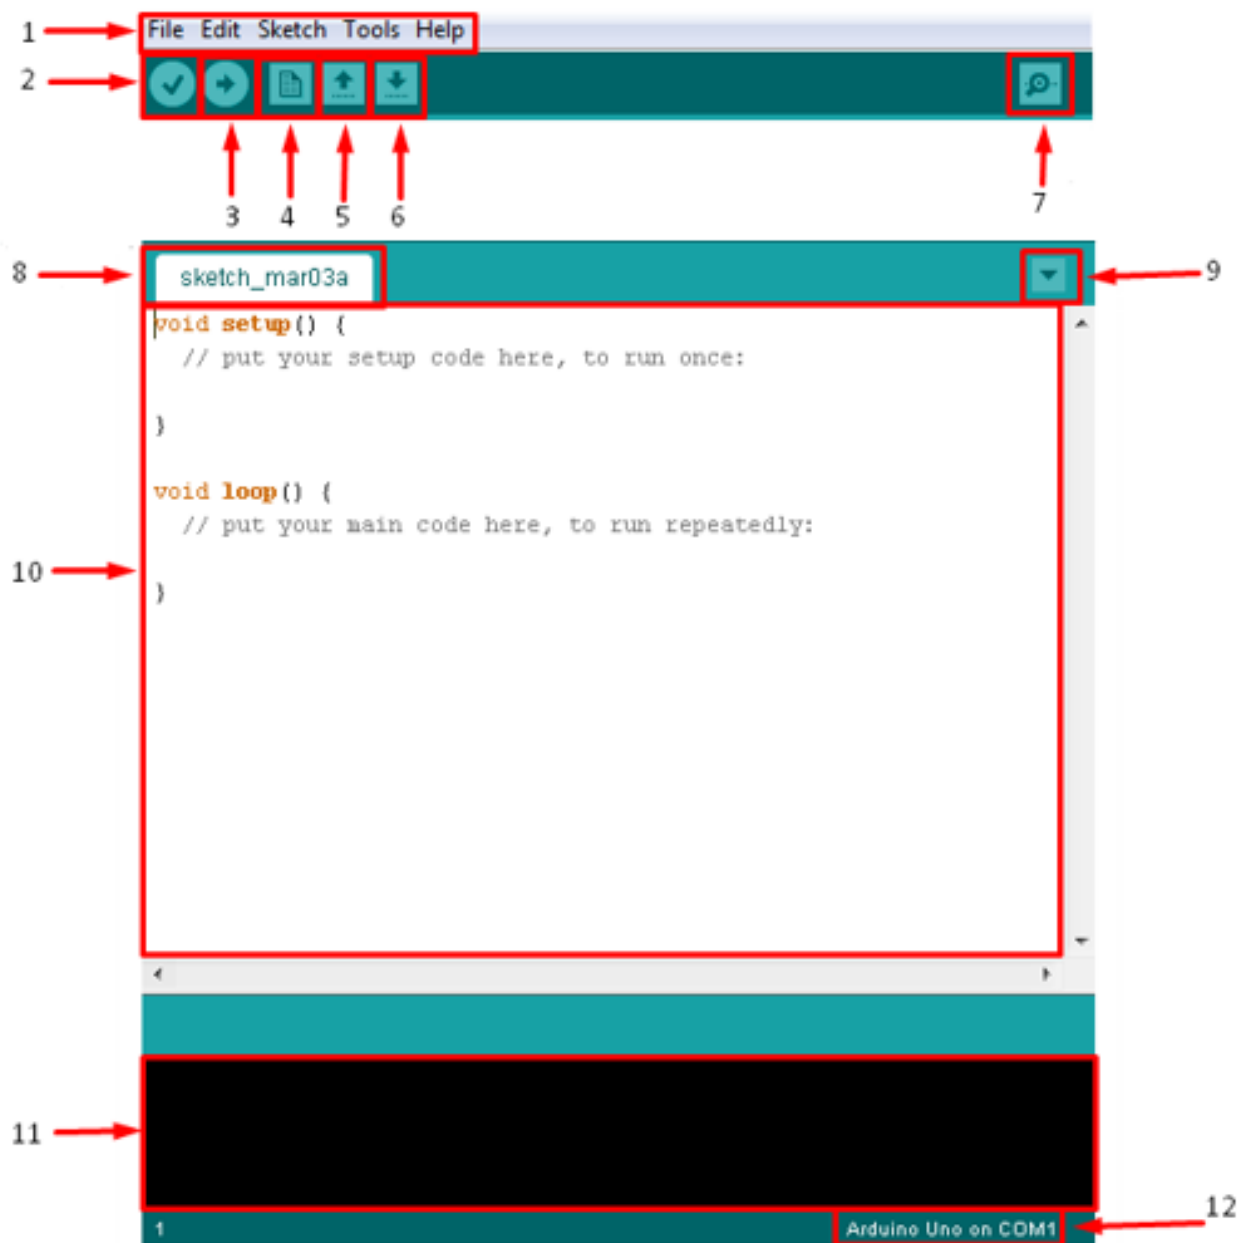 1 File Edit Sketch Tools Help
2
3 4 5 6 7
8 sketch_mar03a 9
void setup() {
// put your setup code here, to run once:
}
void loop() {
// put your main code here, to run repeatedly:
10
}
11
1 Arduino Uno on COM1 12